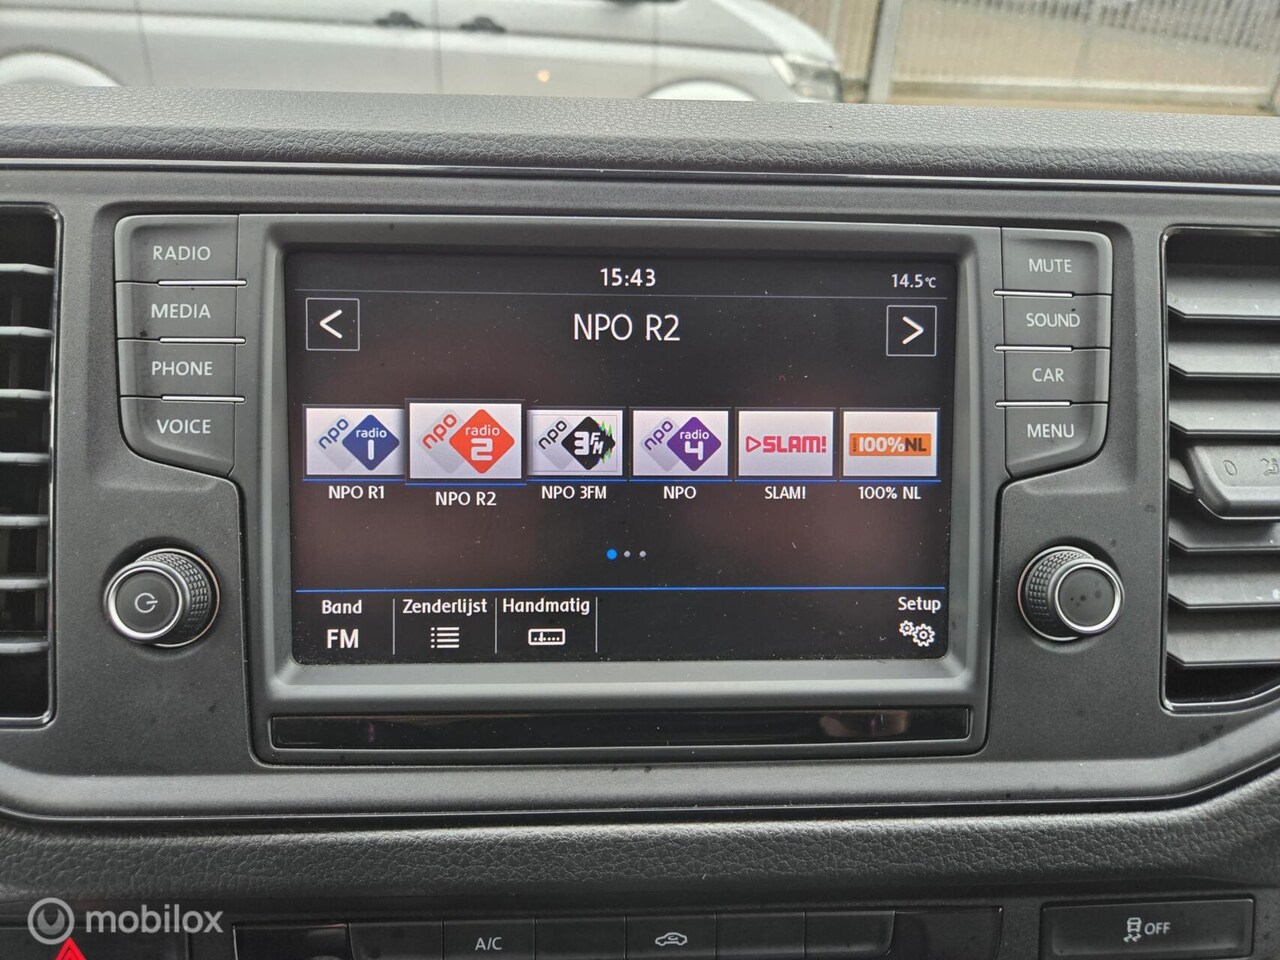 RADIO
MEDIA
PHONE
VOICE
15:43
14.5°C
<
NPO R2
>
npo radio 1
npo radio 2
npo 3FM
npo radio 4
SLAM!
100%NL
NPO R1
NPO R2
NPO 3FM
NPO
SLAM!
100% NL
Band
FM
Zenderlijst
Handmatig
Setup
MUTE
SOUND
CAR
MENU
0
A/C
OFF
mobilox